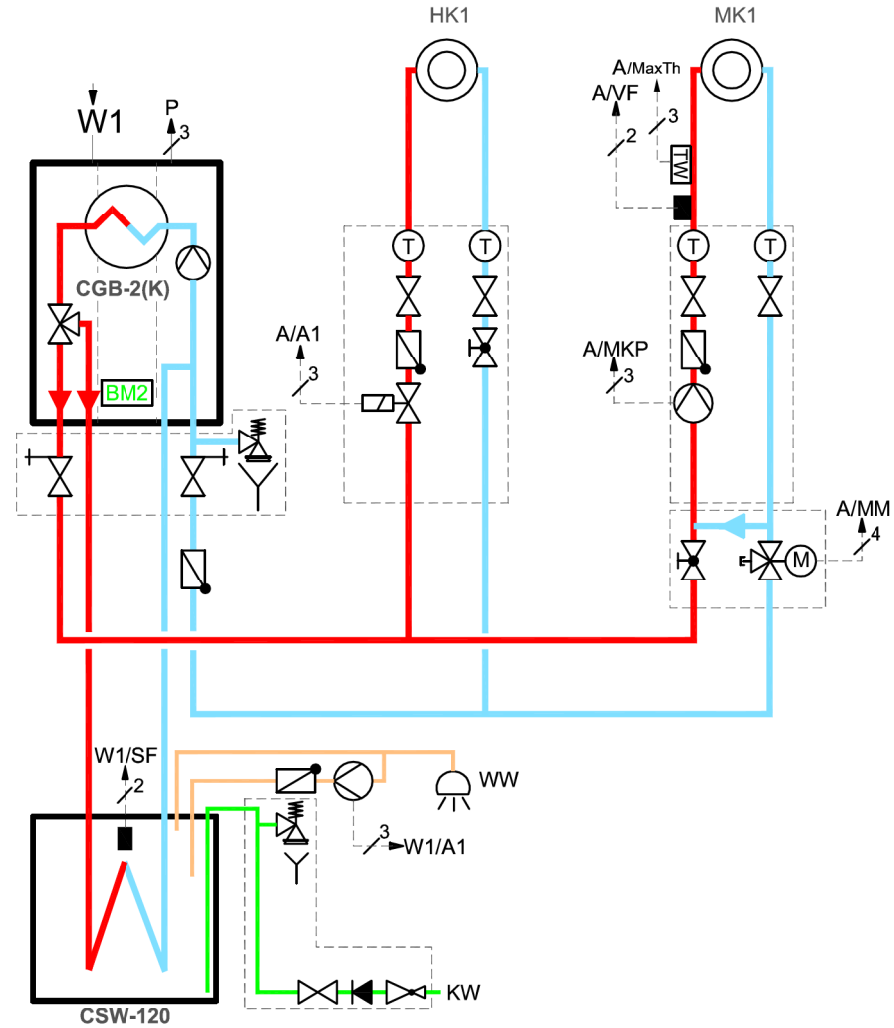 HK1
MK1
A/MaxTh
A/VF
3
2
W1
P
3
TW
T
T
T
T
CGB-2(K)
A/A1
3
A/MKP
3
BM2
A/MM
4
M
W1/SF
2
WW
3
W1/A1
KW
CSW-120